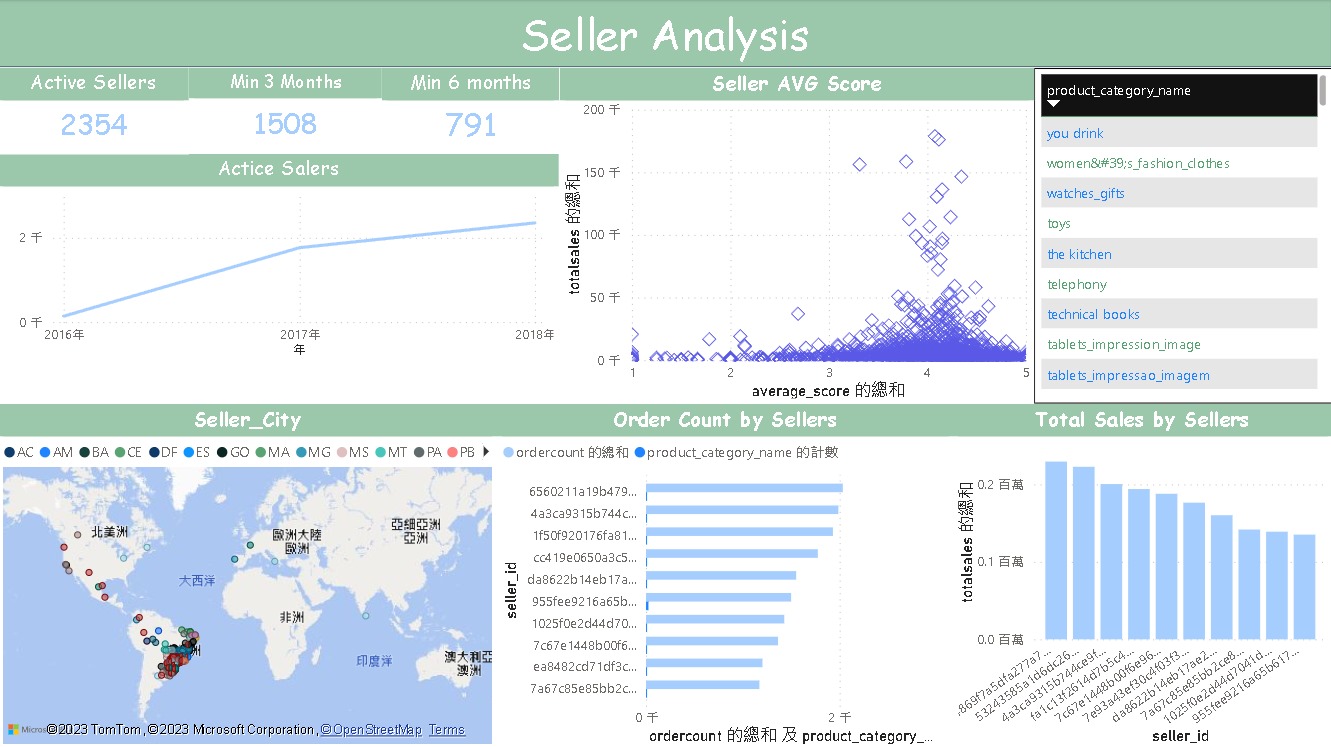 Seller Analysis
Active Sellers
Min 3 Months
Min 6 months
2354
1508
791
Actice Salers
2 千
0 千
2016年
2017年
2018年
年
Seller AVG Score
totalsales 的總和
200 千
150 千
100 千
50 千
0 千
1
2
3
4
5
average_score 的總和
product_category_name
you drink
women&#39;s_fashion_clothes
watches_gifts
toys
the kitchen
telephony
technical books
tablets_impression_image
tablets_impressao_imagem
Seller_City
AC AM BA CE DF ES GO MA MG MS MT PA PB
北美洲
歐洲大陸
歐洲
亞細亞洲
亞洲
大西洋
非洲
洲
印度洋
澳大利亞
澳洲
©2023 TomTom, ©2023 Microsoft Corporation, © OpenStreetMap Terms
Order Count by Sellers
ordercount 的總和 product_category_name 的計數
seller_id
6560211a19b479...
4a3ca9315b744c...
1f50f920176fa81...
cc419e0650a3c5...
da8622b14eb17a...
955fee9216a65b...
1025f0e2d44d70...
7c67e1448b00f6...
ea8482cd71df3c...
7a67c85e85bb2c...
0 千
2 千
ordercount 的總和 及 product_category_...
Total Sales by Sellers
totalsales 的總和
0.2 百萬
0.1 百萬
0.0 百萬
4869f7a5dfa277a7...
53243585a1d6dc26...
4a3ca9315b744ce9f...
fa1c13f2614d7b5c4...
7c67e1448b00f6e96...
7e93a43ef30c4f03f3...
da8622b14eb17ae2...
7a67c85e85bb2ce8...
1025f0e2d44d7041d...
955fee9216a65b617...
seller_id